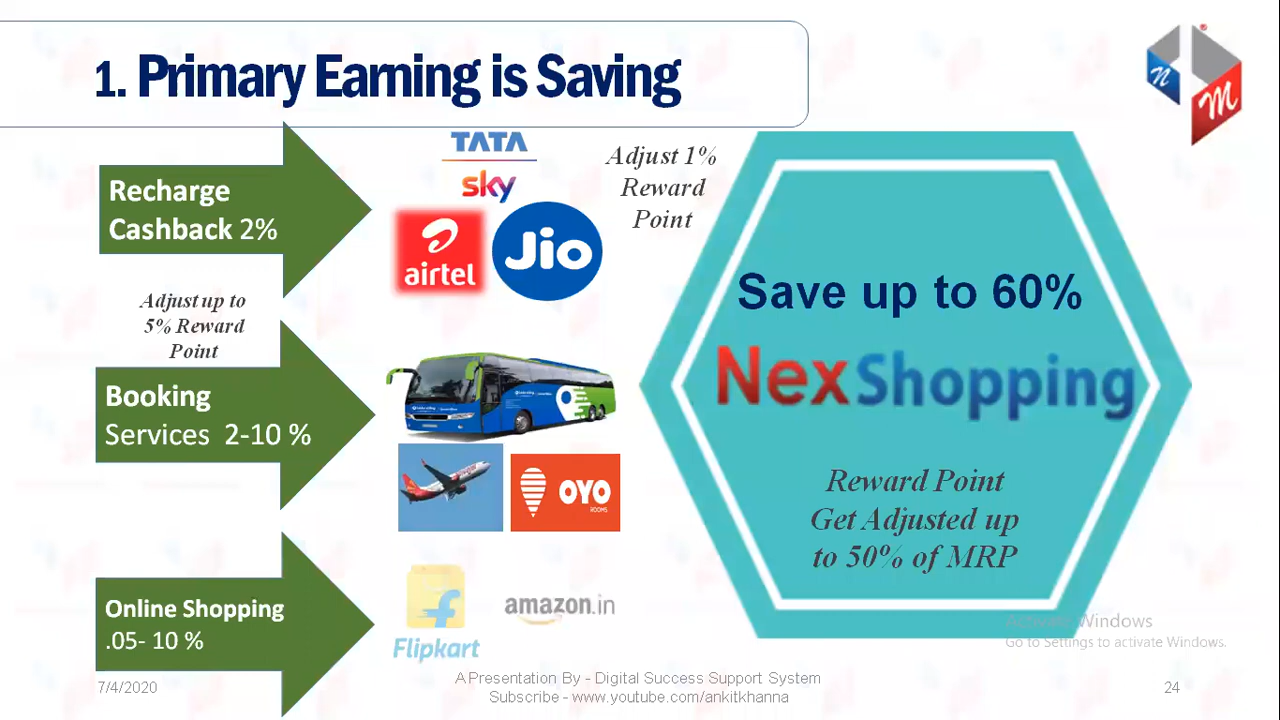 1. Primary Earning is Saving
n M
Recharge
Cashback 2%
TATA
sky
airtel
Jio
Adjust 1%
Reward
Point
Adjust up to
5% Reward
Point
Booking
Services 2-10 %
OYO
ROOMS
Online Shopping
.05- 10 %
Flipkart
amazon.in
Save up to 60%
NexShopping
Reward Point
Get Adjusted up
to 50% of MRP
Activate Windows
Go to Settings to activate Windows.
7/4/2020
A Presentation By - Digital Success Support System
Subscribe - www.youtube.com/ankitkhanna
24